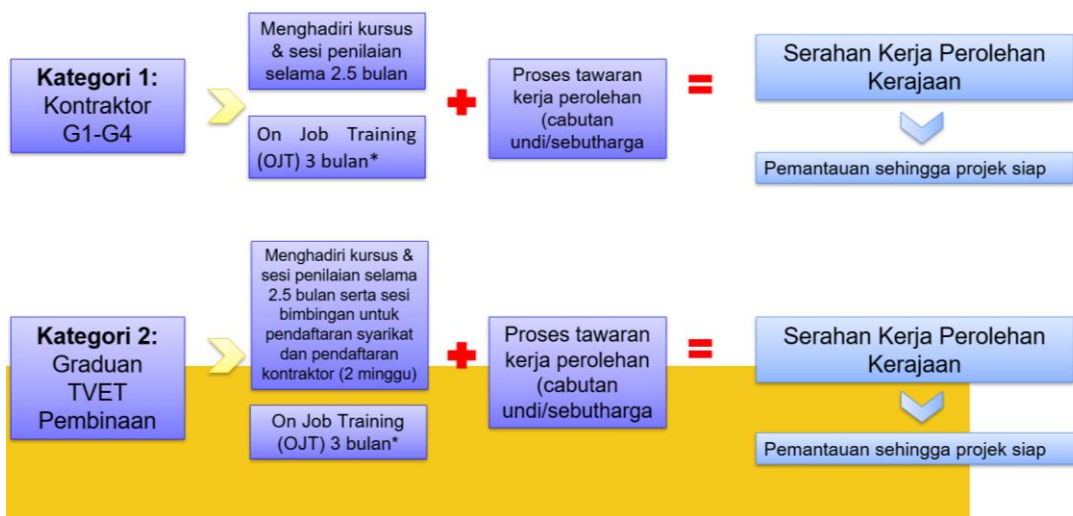 Kategori 1:
Kontraktor
G1-G4
Menghadiri kursus
& sesi penilaian
selama 2.5 bulan
On Job Training
(OJT) 3 bulan*
Proses tawaran
kerja perolehan
(cabutan
undi/sebutharga
=
Serahan Kerja Perolehan
Kerajaan
Pemantauan sehingga projek siap
Kategori 2:
Graduan
TVET
Pembinaan
Menghadiri kursus &
sesi penilaian selama
2.5 bulan serta sesi
bimbingan untuk
pendaftaran syarikat
dan pendaftaran
kontraktor (2 minggu)
On Job Training
(OJT) 3 bulan*
Proses tawaran
kerja perolehan
(cabutan
undi/sebutharga
=
Serahan Kerja Perolehan
Kerajaan
Pemantauan sehingga projek siap